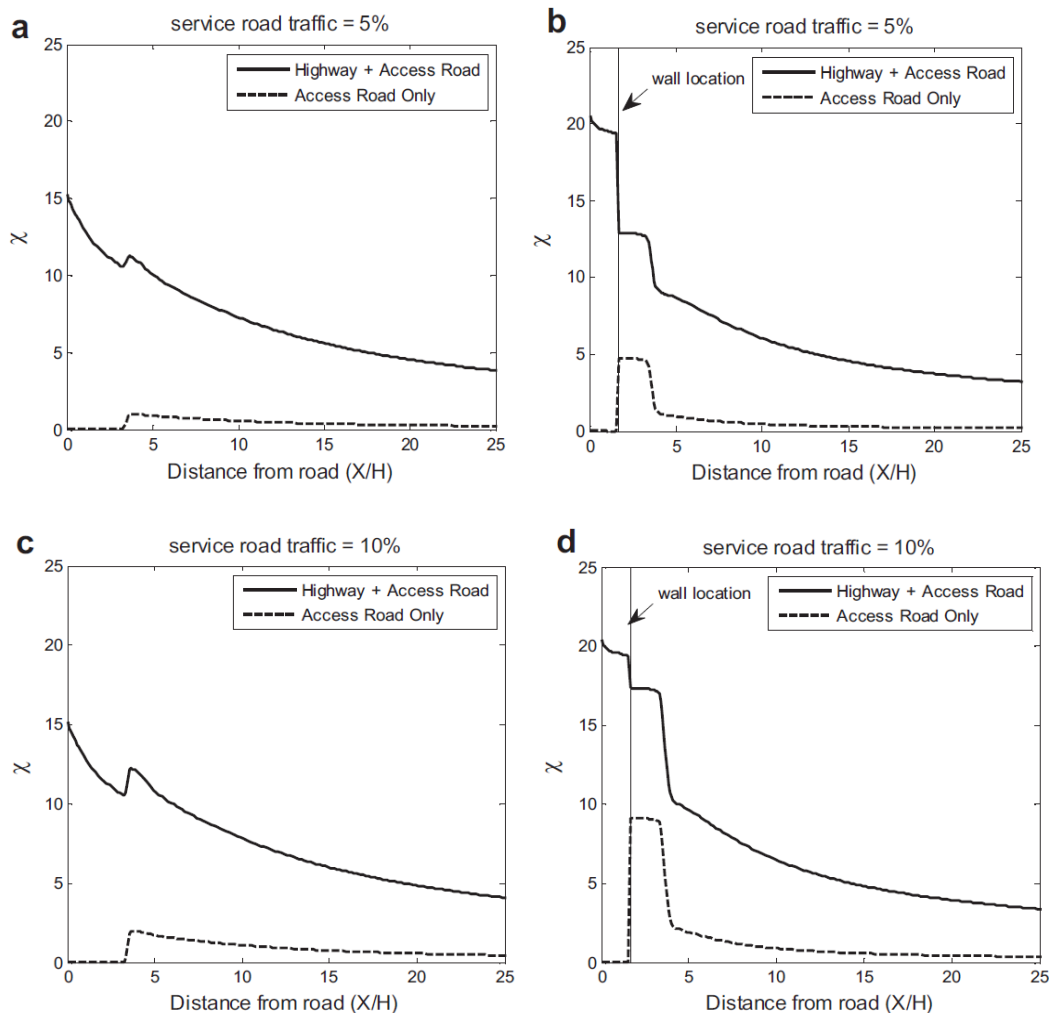 a
service road traffic = 5%
25
20
15
10
5
0
χ
Highway + Access Road
Access Road Only
0 5 10 15 20 25
Distance from road (X/H)
b
service road traffic = 5%
25
20
15
10
5
0
χ
wall location
Highway + Access Road
Access Road Only
0 5 10 15 20 25
Distance from road (X/H)
c
service road traffic = 10%
25
20
15
10
5
0
χ
Highway + Access Road
Access Road Only
0 5 10 15 20 25
Distance from road (X/H)
d
service road traffic = 10%
25
20
15
10
5
0
χ
wall location
Highway + Access Road
Access Road Only
0 5 10 15 20 25
Distance from road (X/H)